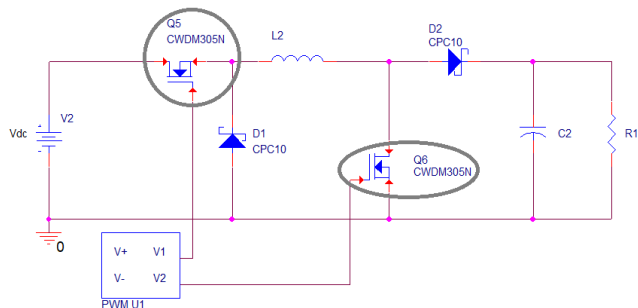 Q5
CWDM305N
L2
D2
CPC10
V2
Vdc
D1
CPC10
Q6
CWDM305N
C2
R1
0
V+ V1
V- V2
PWM U1